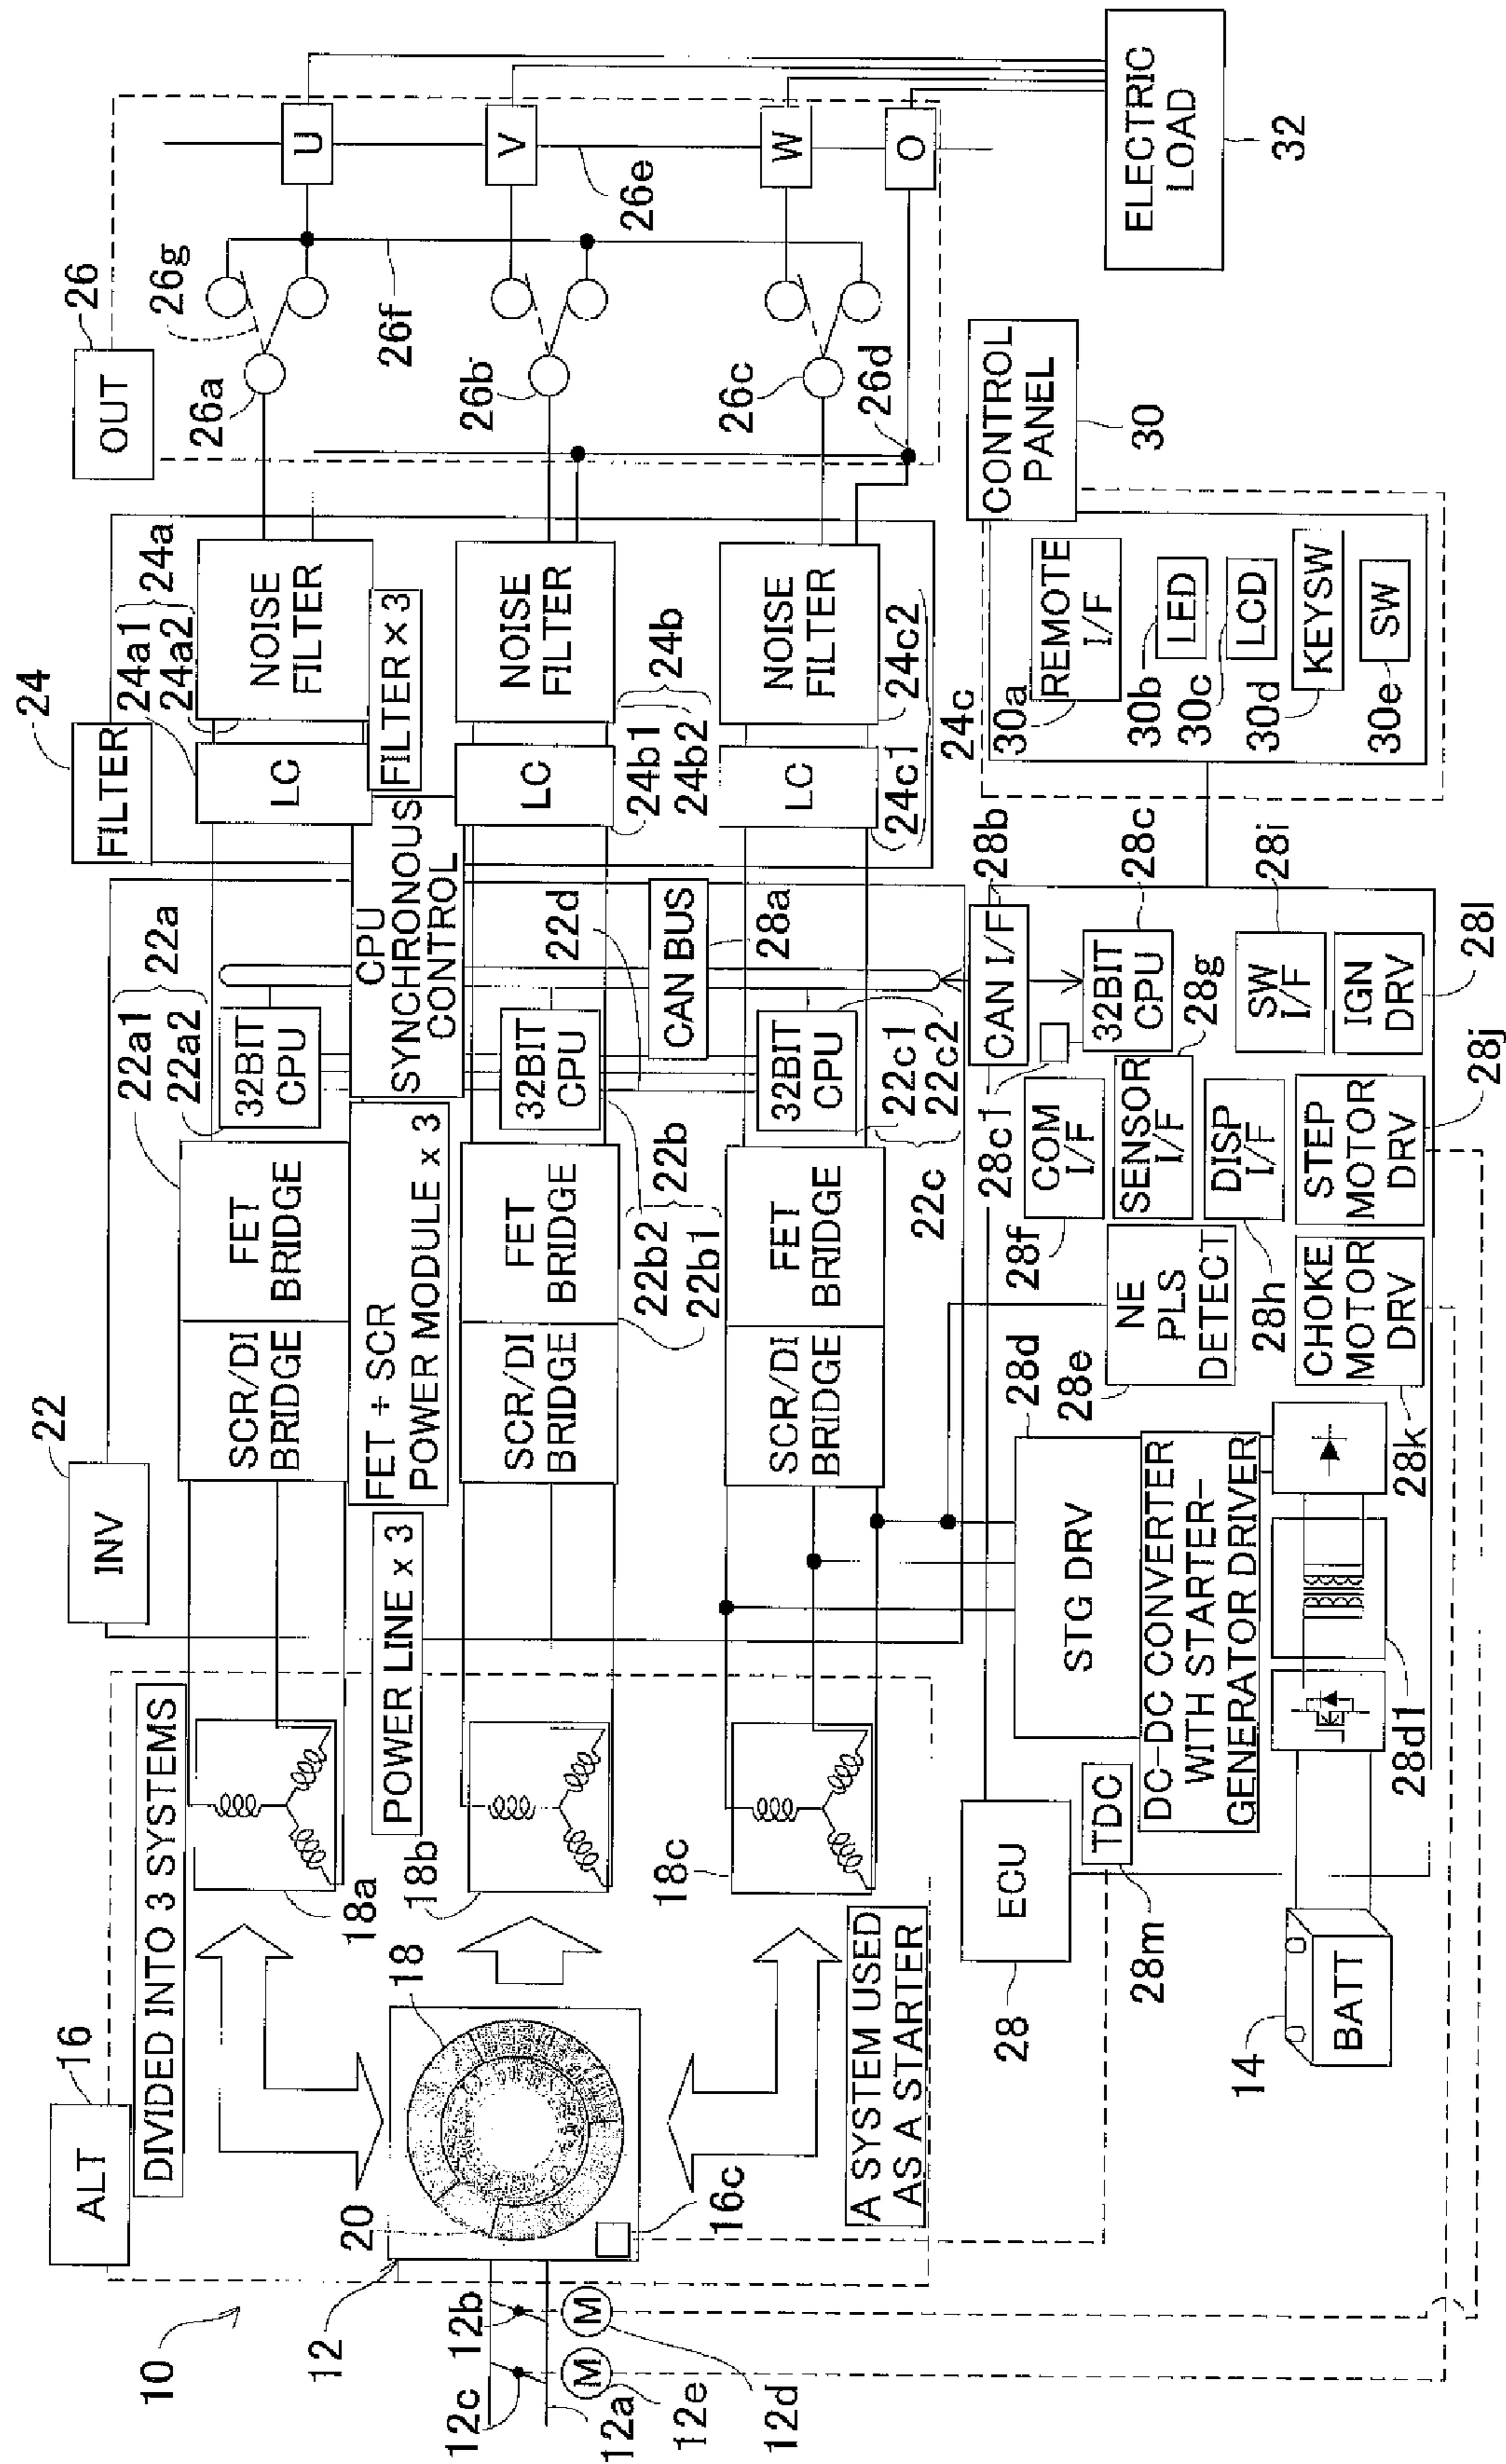 10
ALT
16
DIVIDED INTO 3 SYSTEMS
12
20
18
16c
12b
12c
M
M
12a
12e
12d
A SYSTEM USED
AS A STARTER
18a
18b
18c
POWER LINE x 3
INV
22
SCR/DI
BRIDGE
FET
BRIDGE
FET + SCR
POWER MODULE x 3
22a1
22a2
22a
32BIT
CPU
CPU
SYNCHRONOUS
CONTROL
SCR/DI
BRIDGE
FET
BRIDGE
22b2
22b1
22b
32BIT
CPU
22d
CAN BUS
28a
SCR/DI
BRIDGE
FET
BRIDGE
32BIT
CPU
22c1
22c2
22c
FILTER
24
LC
NOISE
FILTER
24a1
24a2
24a
FILTER×3
LC
NOISE
FILTER
24b1
24b2
24b
LC
NOISE
FILTER
24c1
24c2
24c
OUT
26
26a
26g
26f
26b
26c
26d
26e
U
V
W
O
ELECTRIC
LOAD
32
CONTROL
PANEL
30
REMOTE
I/F
30a
LED
30b
LCD
30c
KEYSW
30d
SW
30e
ECU
28
TDC
28m
STG DRV
28d
DC-DC CONVERTER
WITH STARTER-
GENERATOR DRIVER
28d1
BATT
14
NE
PLS
DETECT
28e
COM
I/F
28f
SENSOR
I/F
28g
DISP
I/F
28h
CHOKE
MOTOR
DRV
28k
STEP
MOTOR
DRV
28j
CAN I/F
28b
32BIT
CPU
28c
28c1
SW
I/F
28i
IGN
DRV
28l